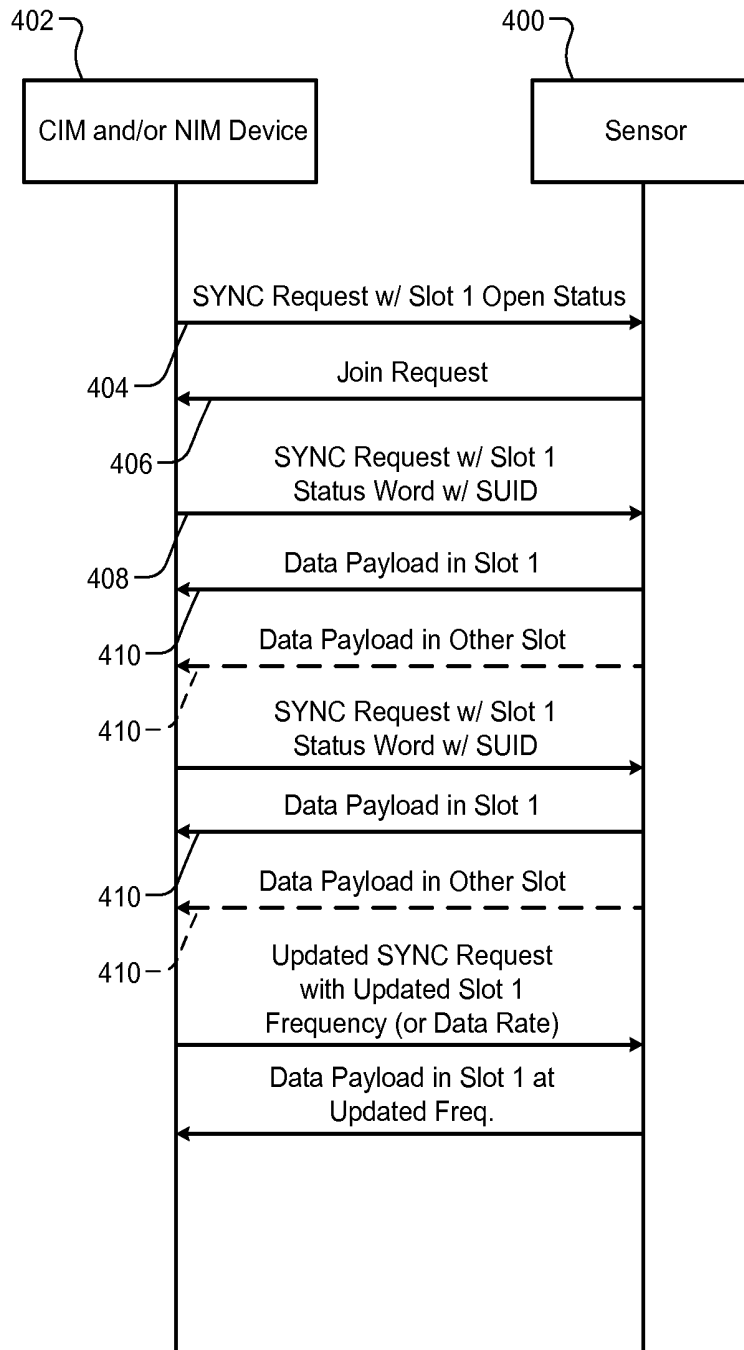 402
400
CIM and/or NIM Device
Sensor
SYNC Request w/ Slot 1 Open Status
404
Join Request
406
SYNC Request w/ Slot 1
Status Word w/ SUID
408
Data Payload in Slot 1
410
Data Payload in Other Slot
410
SYNC Request w/ Slot 1
Status Word w/ SUID
Data Payload in Slot 1
410
Data Payload in Other Slot
410
Updated SYNC Request
with Updated Slot 1
Frequency (or Data Rate)
Data Payload in Slot 1 at
Updated Freq.